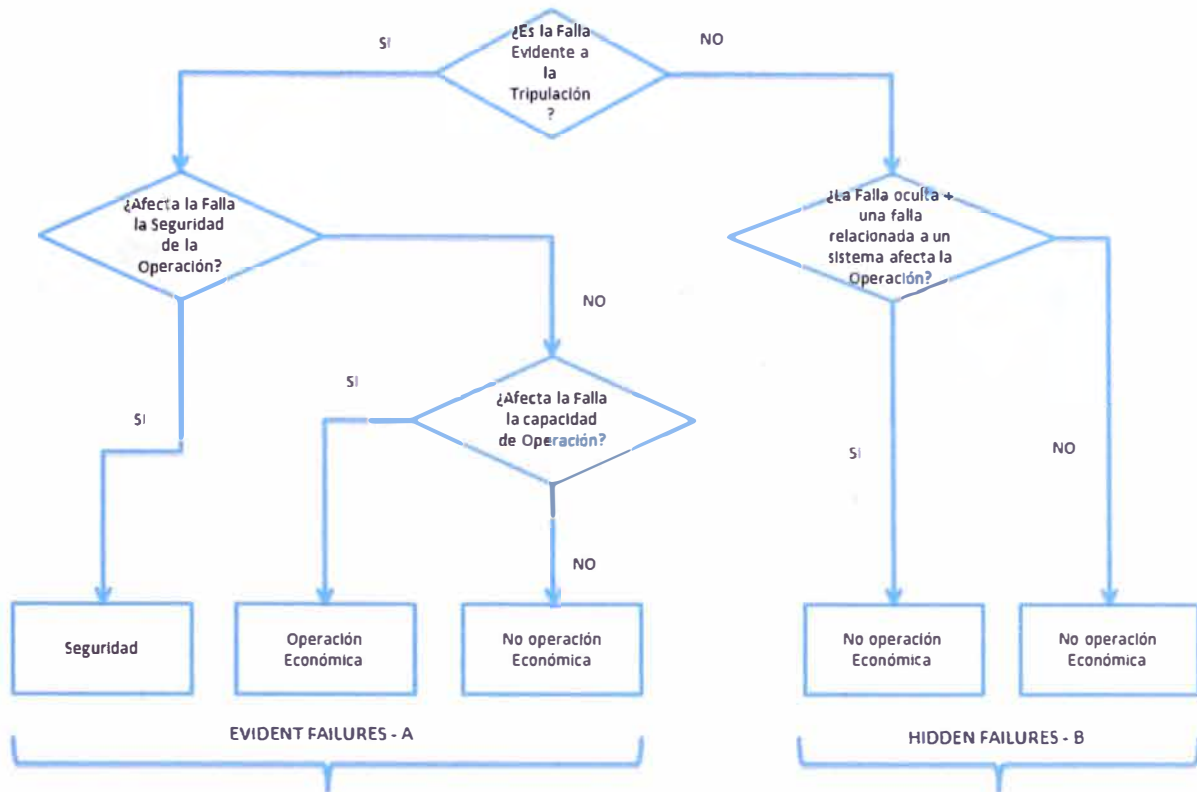 ¿Es la Falla
Evidente a
la
Tripulación
?
SI
NO
¿Afecta la Falla
la Seguridad
de la
Operación?
¿La Falla oculta +
una falla
relacionada a un
sistema afecta la
Operación?
NO
SI
¿Afecta la Falla
la capacidad
de Operación?
SI
SI
NO
NO
Seguridad
Operación
Económica
No operación
Económica
No operación
Económica
No operación
Económica
EVIDENT FAILURES - A
HIDDEN FAILURES - B